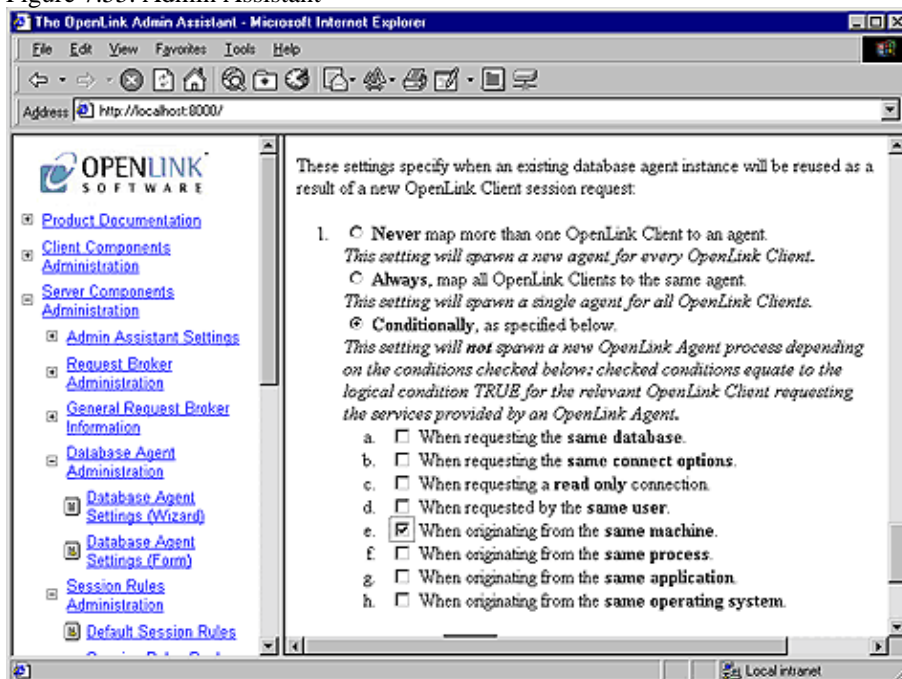 Figure 7.55. Admin Assistant
The OpenLink Admin Assistant - Microsoft Internet Explorer
File Edit View Favorites Tools Help
Address http://localhost:8000/
OPENLINK
SOFTWARE
Product Documentation
Client Components
Administration
Server Components
Administration
Admin Assistant Settings
Request Broker
Administration
General Request Broker
Information
Database Agent
Administration
Database Agent
Settings (Wizard)
Database Agent
Settings (Form)
Session Rules
Administration
Default Session Rules
These settings specify when an existing database agent instance will be reused as a
result of a new OpenLink Client session request:
1. Never map more than one OpenLink Client to an agent.
This setting will spawn a new agent for every OpenLink Client.
Always, map all OpenLink Clients to the same agent.
This setting will spawn a single agent for all OpenLink Clients.
Conditionally, as specified below.
This setting will not spawn a new OpenLink Agent process depending
on the conditions checked below: checked conditions equate to the
logical condition TRUE for the relevant OpenLink Client requesting
the services provided by an OpenLink Agent.
a. When requesting the same database.
b. When requesting the same connect options.
c. When requesting a read only connection.
d. When requested by the same user.
e. When originating from the same machine.
f. When originating from the same process.
g. When originating from the same application.
h. When originating from the same operating system.
Local intranet